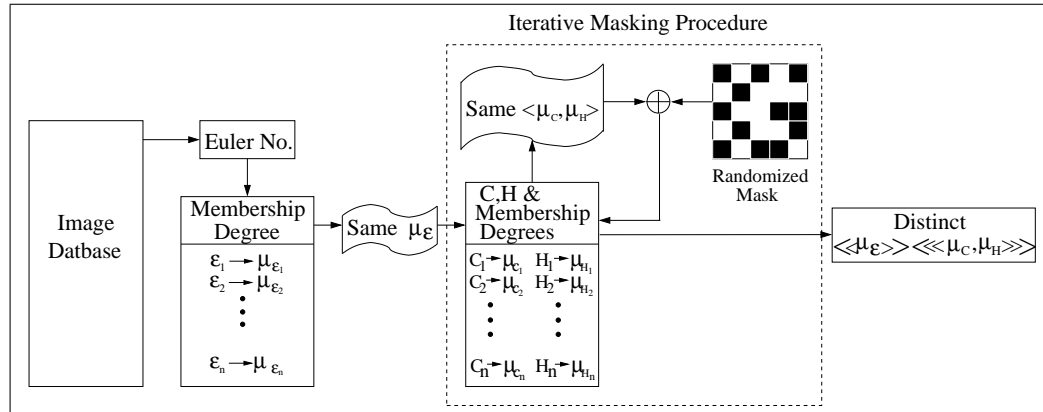 Iterative Masking Procedure
Image
Datbase
Euler No.
Membership
Degree
ε1 → με1
ε2 → με2
εn → μεn
Same με
Same <μC, μH>
C,H &
Membership
Degrees
C1 → μC1 H1 → μH1
C2 → μC2 H2 → μH2
Cn → μCn Hn → μHn
Randomized
Mask
Distinct
<<με>> <<<μC, μH>>>